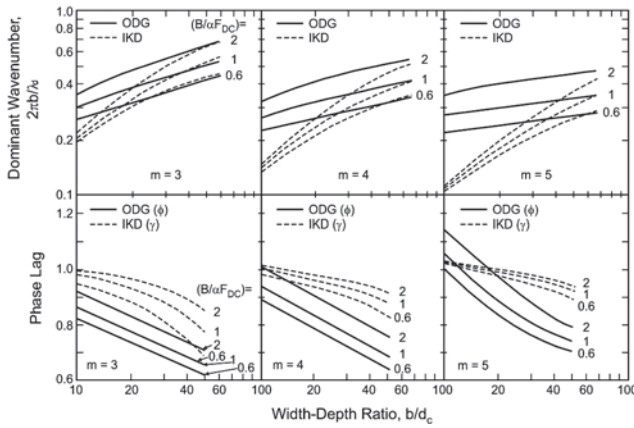 Dominant Wavenumber,
2πb/λd
1.0
0.8
0.6
0.4
0.2
0.1
ODG
IKD
(B/αFDC)=
2
1
0.6
m = 3
ODG
IKD
2
1
0.6
m = 4
ODG
IKD
2
1
0.6
m = 5
Phase Lag
1.2
1.0
0.8
0.6
ODG (ϕ)
IKD (γ)
(B/αFDC)=
2
1
2
0.6
1
0.6
m = 3
ODG (ϕ)
IKD (γ)
2
1
0.6
2
1
0.6
m = 4
ODG (ϕ)
IKD (γ)
2
1
0.6
2
1
0.6
m = 5
10 20 40 60 100 20 40 60 100 20 40 60 100
Width-Depth Ratio, b/dc